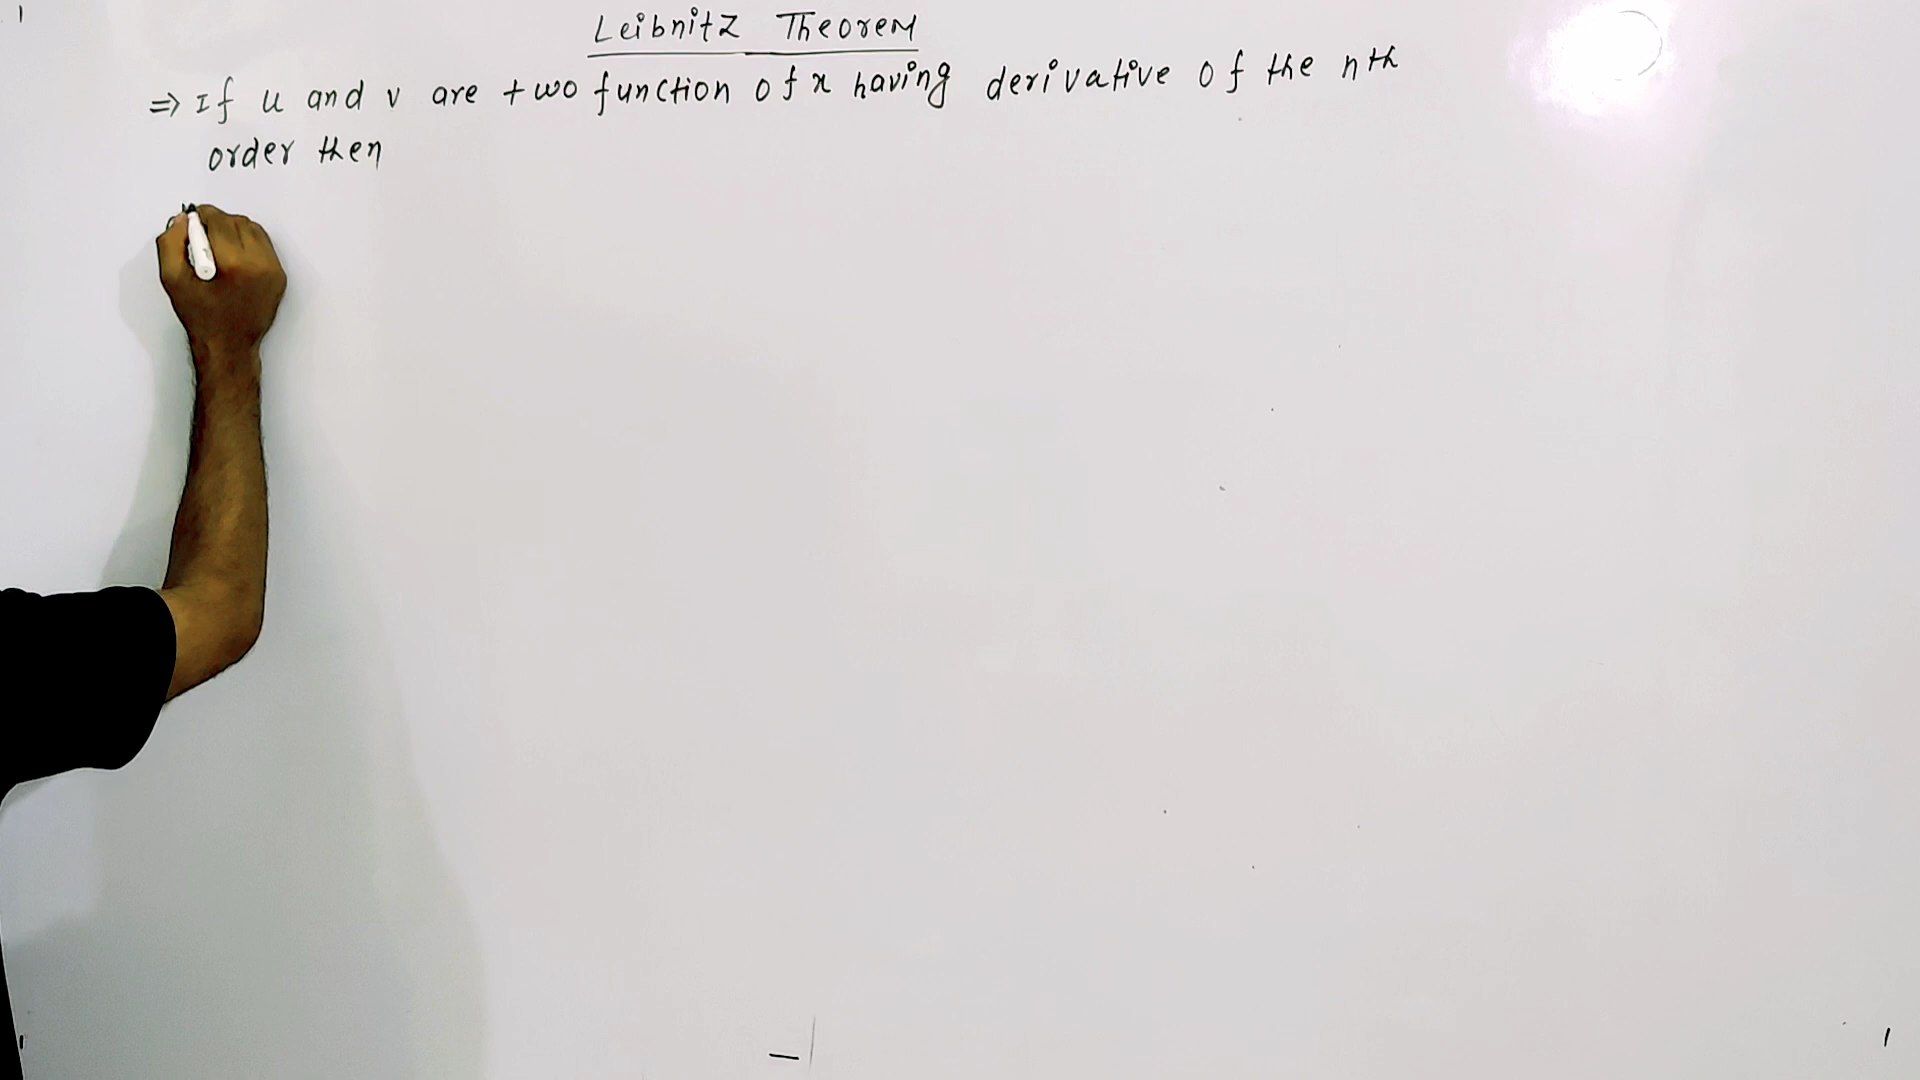 Leibnitz Theorem
⇒ If u and v are two function of x having derivative of the nth
order then